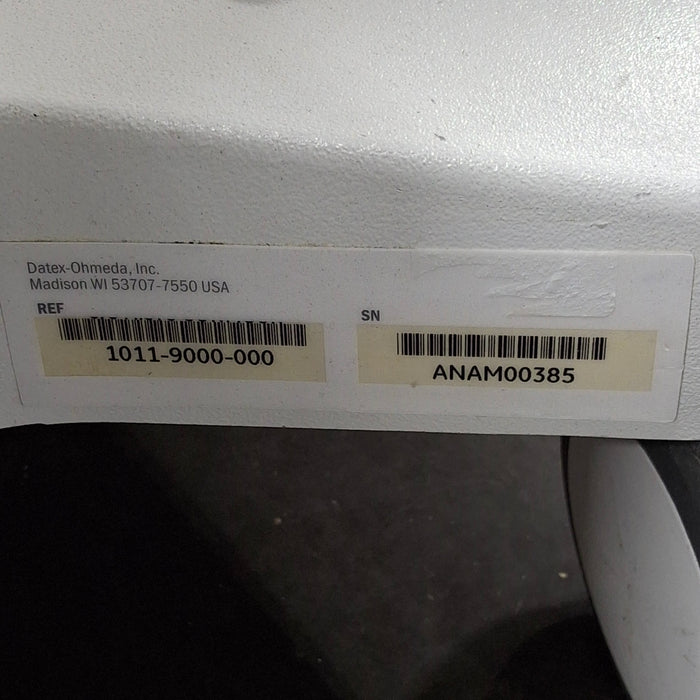 Datex-Ohmeda, Inc.
Madison WI 53707-7550 USA
REF
1011-9000-000
SN
ANAM00385